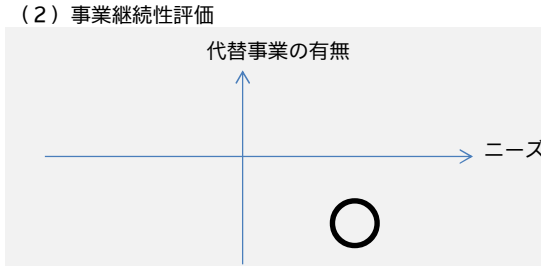 （２）事業継続性評価
代替事業の有無
ニーズ